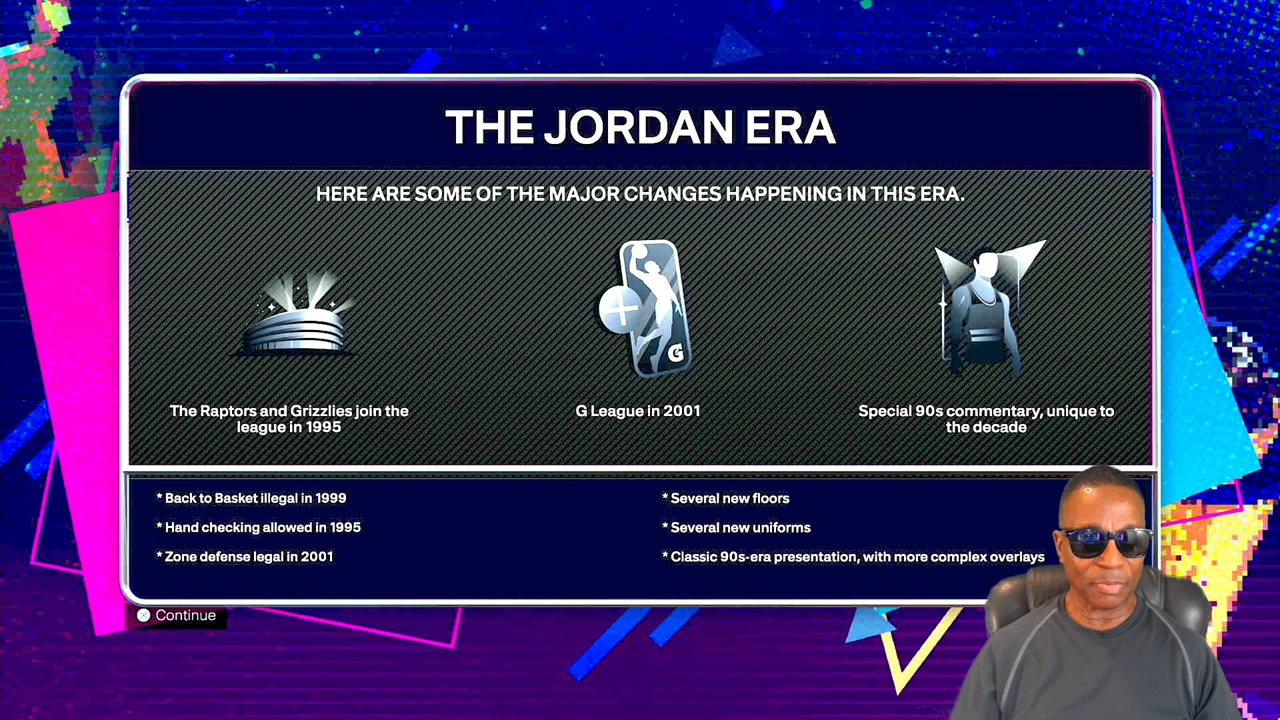 THE JORDAN ERA
HERE ARE SOME OF THE MAJOR CHANGES HAPPENING IN THIS ERA.
G
The Raptors and Grizzlies join the
league in 1995
G League in 2001
Special 90s commentary, unique to
the decade
* Back to Basket illegal in 1999
* Hand checking allowed in 1995
* Zone defense legal in 2001
* Several new floors
* Several new uniforms
* Classic 90s-era presentation, with more complex overlays
Continue